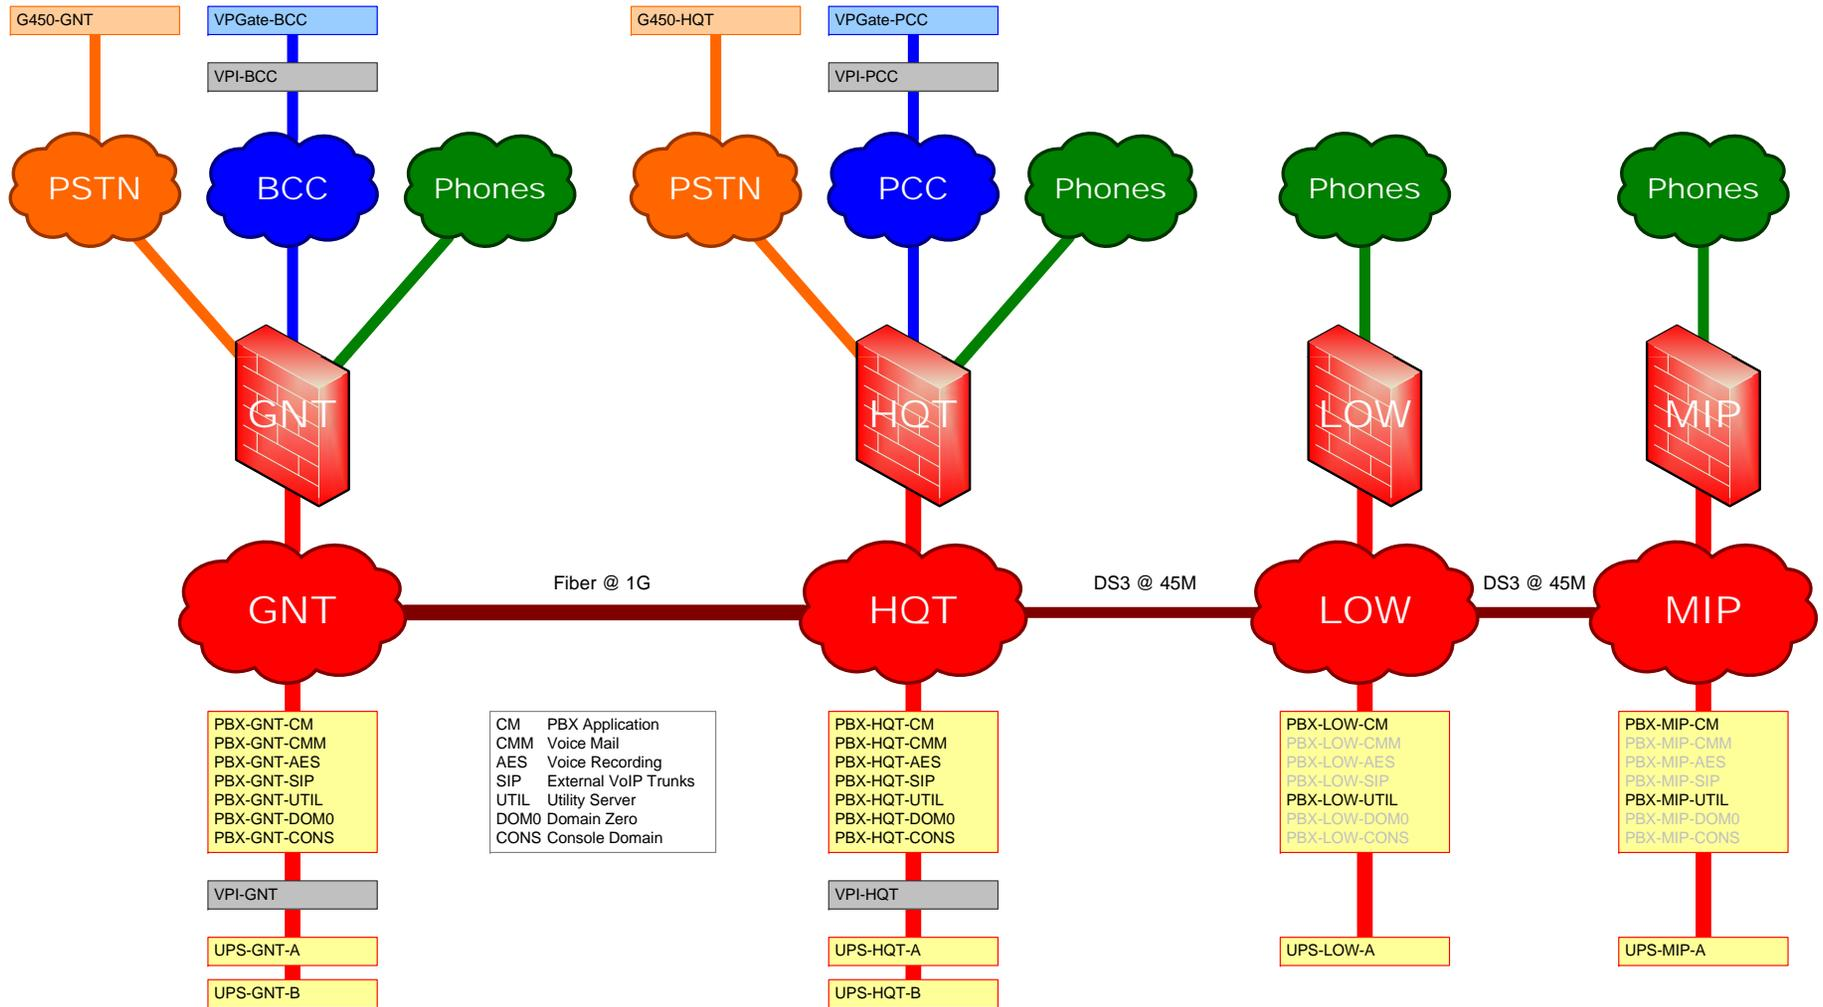 G450-GNT
VPGate-BCC
G450-HQT
VPGate-PCC
VPI-BCC
VPI-PCC
PSTN
BCC
Phones
PSTN
PCC
Phones
Phones
Phones
GNT
HQT
LOW
MIP
Fiber @ 1G
DS3 @ 45M
DS3 @ 45M
GNT
HQT
LOW
MIP
PBX-GNT-CM
PBX-GNT-CMM
PBX-GNT-AES
PBX-GNT-SIP
PBX-GNT-UTIL
PBX-GNT-DOM0
PBX-GNT-CONS
CM PBX Application
CMM Voice Mail
AES Voice Recording
SIP External VoIP Trunks
UTIL Utility Server
DOM0 Domain Zero
CONS Console Domain
PBX-HQT-CM
PBX-HQT-CMM
PBX-HQT-AES
PBX-HQT-SIP
PBX-HQT-UTIL
PBX-HQT-DOM0
PBX-HQT-CONS
PBX-LOW-CM
PBX-LOW-CMM
PBX-LOW-AES
PBX-LOW-SIP
PBX-LOW-UTIL
PBX-LOW-DOM0
PBX-LOW-CONS
PBX-MIP-CM
PBX-MIP-CMM
PBX-MIP-AES
PBX-MIP-SIP
PBX-MIP-UTIL
PBX-MIP-DOM0
PBX-MIP-CONS
VPI-GNT
VPI-HQT
UPS-GNT-A
UPS-HQT-A
UPS-LOW-A
UPS-MIP-A
UPS-GNT-B
UPS-HQT-B